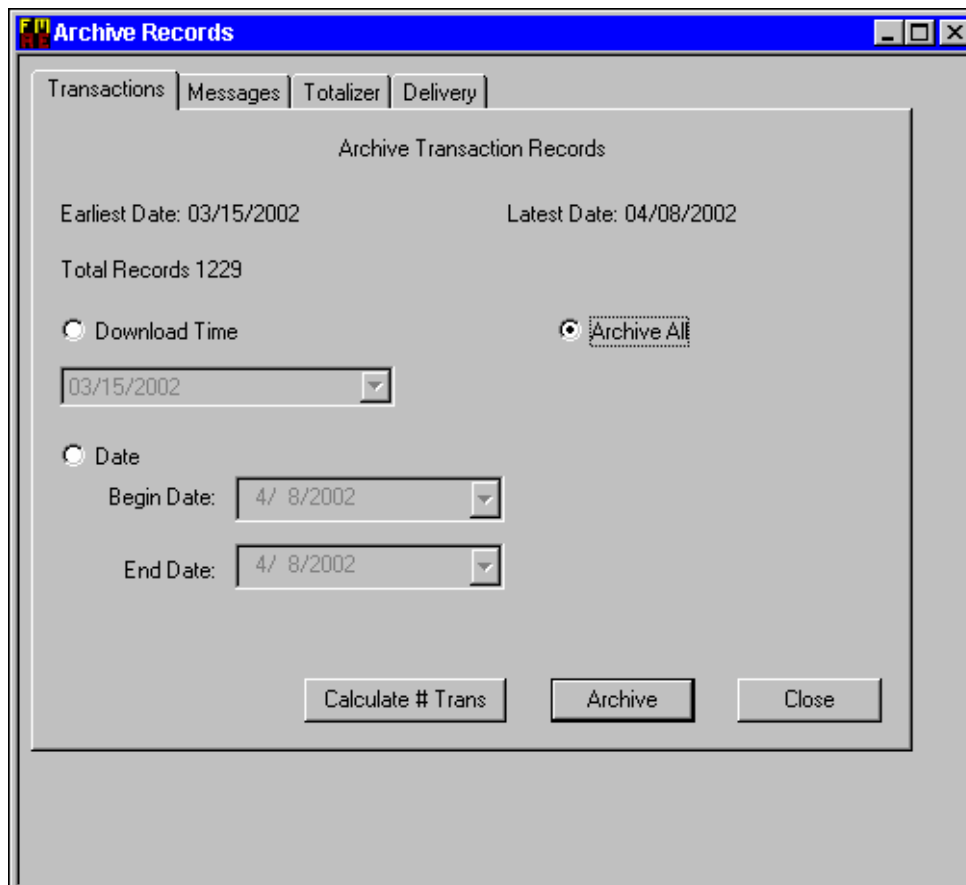 Archive Records
Transactions Messages Totalizer Delivery
Archive Transaction Records
Earliest Date: 03/15/2002 Latest Date: 04/08/2002
Total Records 1229
Download Time Archive All
03/15/2002
Date
Begin Date: 4/ 8/2002
End Date: 4/ 8/2002
Calculate # Trans Archive Close